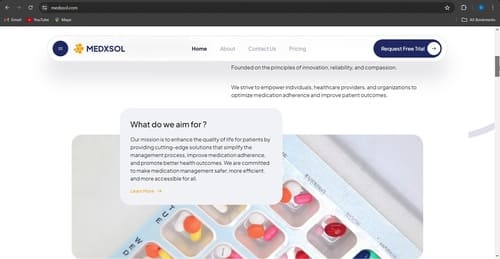 medxsol.com
Gmail
YouTube
Maps
All Bookmarks
MEDXSOL
Home
About
Contact Us
Pricing
Request Free Trial
Founded on the principles of innovation, reliability, and compassion.
We strive to empower individuals, healthcare providers, and organizations to
optimize medication adherence and improve patient outcomes.
What do we aim for ?
Our mission is to enhance the quality of life for patients by
providing cutting-edge solutions that simplify the
management process, improve medication adherence,
and promote better health outcomes. We are committed
to make medication management safer, more efficient
and more accessible for all.
Learn More
EVENING
TUE
WED